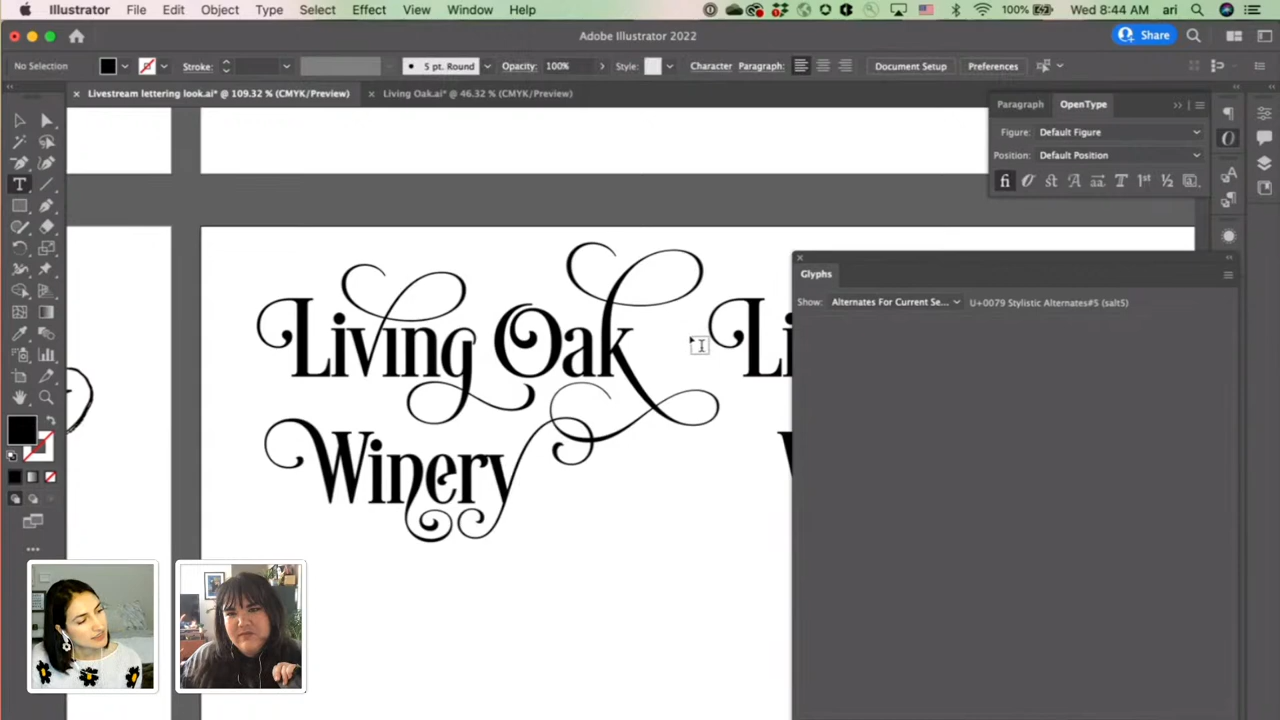 Illustrator File Edit Object Type Select Effect View Window Help 100% Wed 8:44 AM ari
Adobe Illustrator 2022
Share
No Selection Stroke: 5 pt. Round Opacity: 100% Style: Character Paragraph: Document Setup Preferences
Livestream lettering look.ai* @ 109.32 % (CMYK/Preview) Living Oak.ai* @ 46.32 % (CMYK/Preview)
Paragraph OpenType
Figure: Default Figure
Position: Default Position
Glyphs
Show: Alternates For Current Se... U+0079 Stylistic Alternates#5 (salt5)
Living Oak Li
Winery W